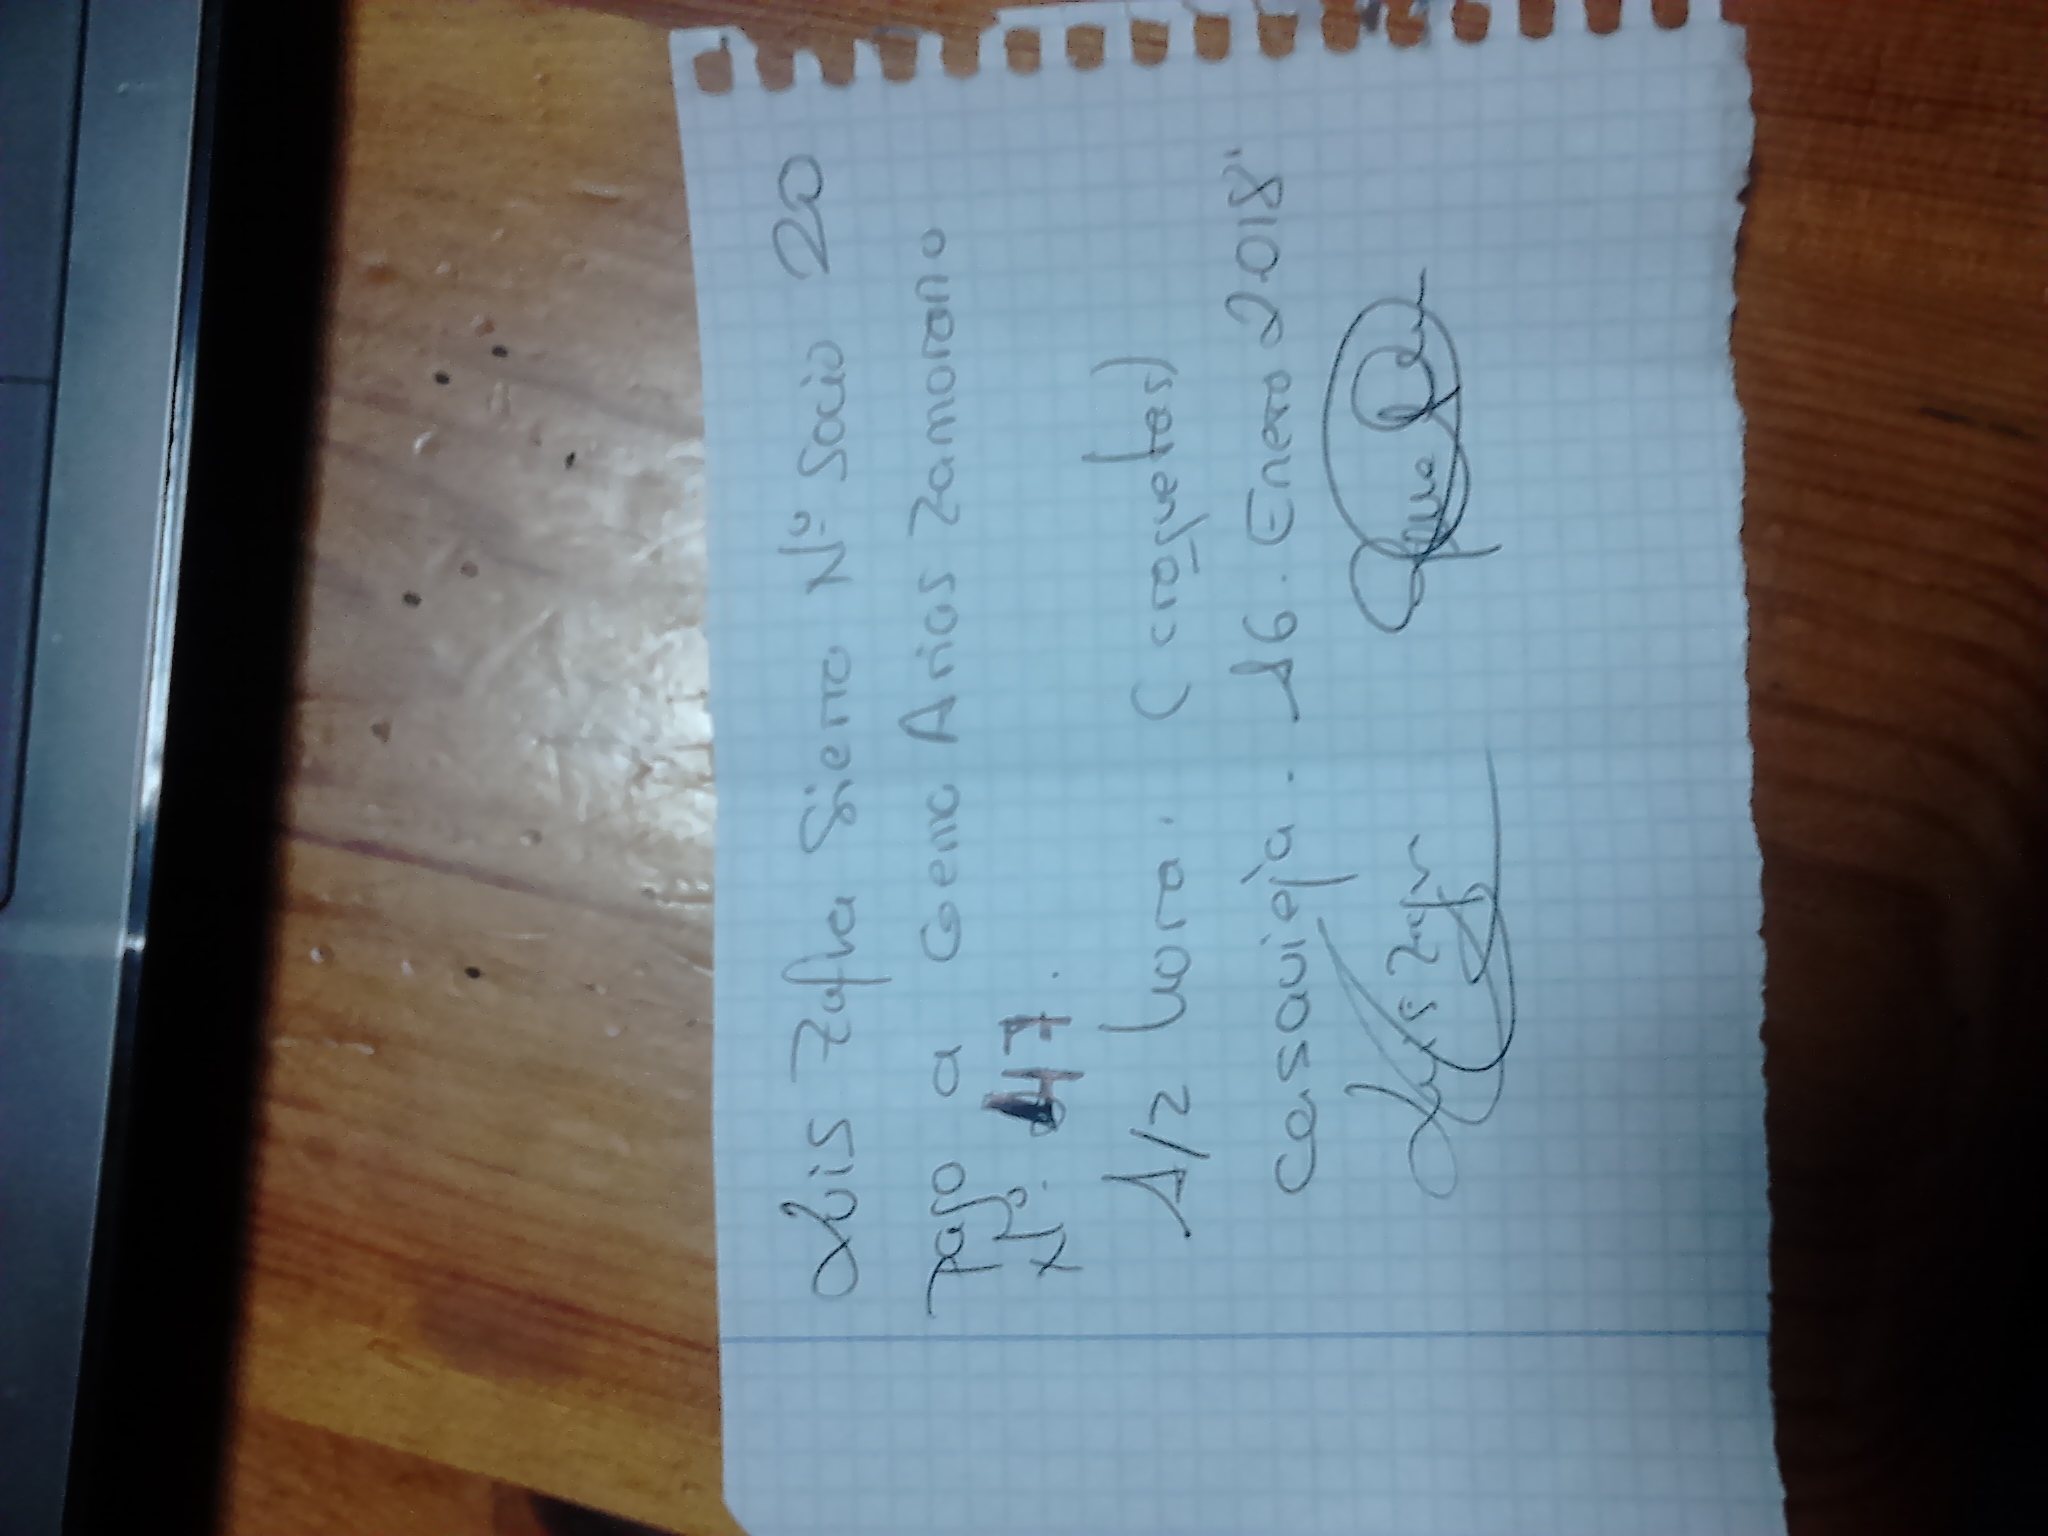 Luis Zafra Sierra Nº Socio 20
pago a Gema Arias Zamorano
Nº. 47.
1/2 hora. (croquetas)
Casavieja. 16. Enero 2018
Luis Zafra